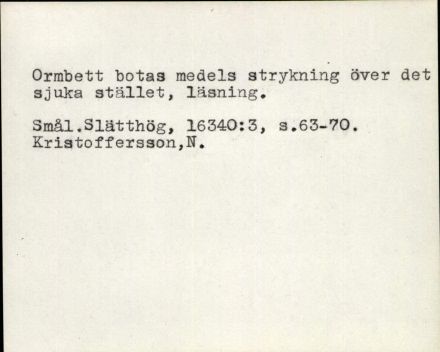 Ormbett botas medels strykning över det
sjuka stället, läsning.
Smål.Slätthög, 16340:3, s.63-70.
Kristoffersson,N.